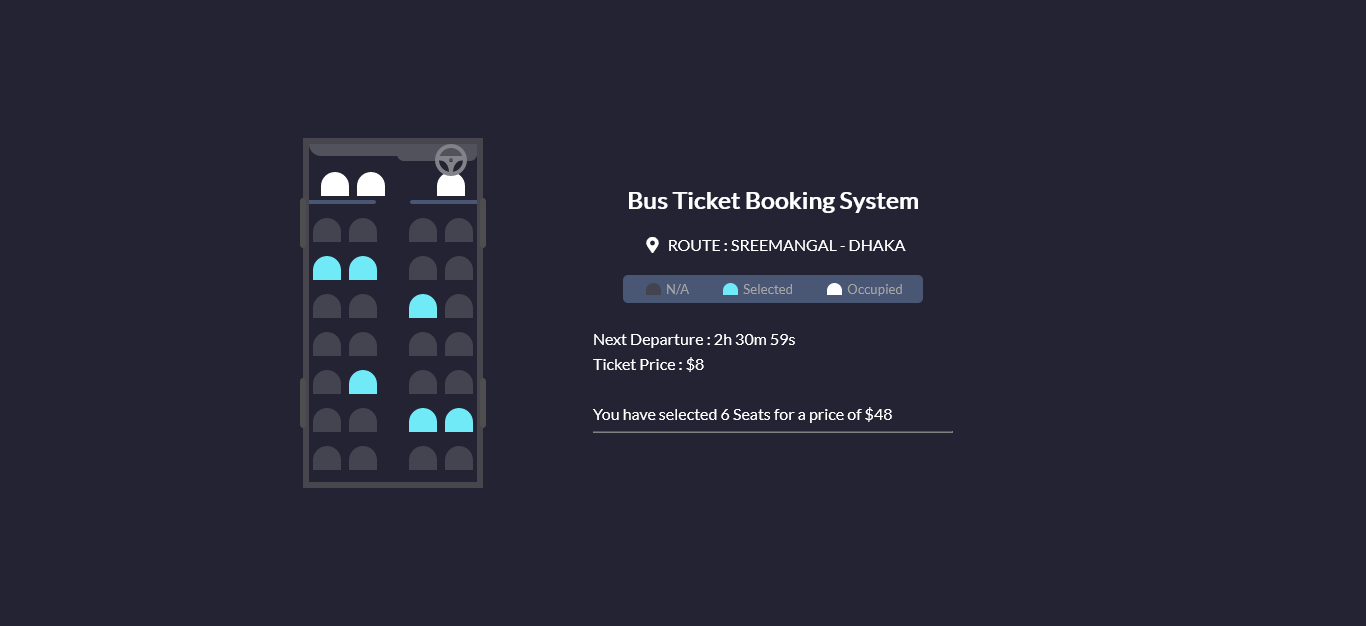 Bus Ticket Booking System
ROUTE : SREEMANGAL - DHAKA
N/A Selected Occupied
Next Departure : 2h 30m 59s
Ticket Price : $8
You have selected 6 Seats for a price of $48